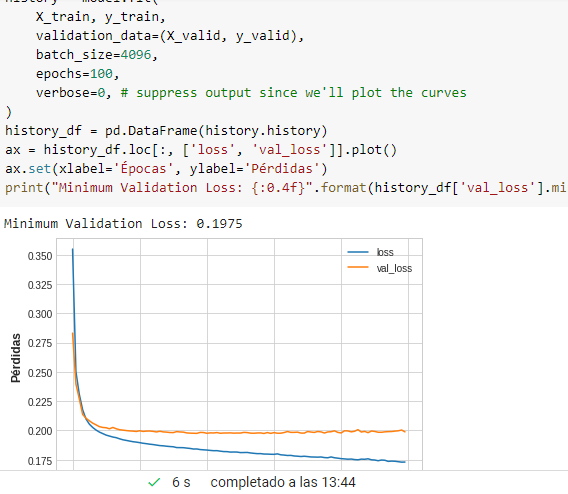 history = model.fit(
X_train, y_train,
validation_data=(X_valid, y_valid),
batch_size=4096,
epochs=100,
verbose=0, # suppress output since we'll plot the curves
)
history_df = pd.DataFrame(history.history)
ax = history_df.loc[:, ['loss', 'val_loss']].plot()
ax.set(xlabel='Épocas', ylabel='Pérdidas')
print("Minimum Validation Loss: {:0.4f}".format(history_df['val_loss'].mi
Minimum Validation Loss: 0.1975
loss
val_loss
0.350
0.325
0.300
0.275
0.250
0.225
0.200
0.175
Pérdidas
6 s completado a las 13:44